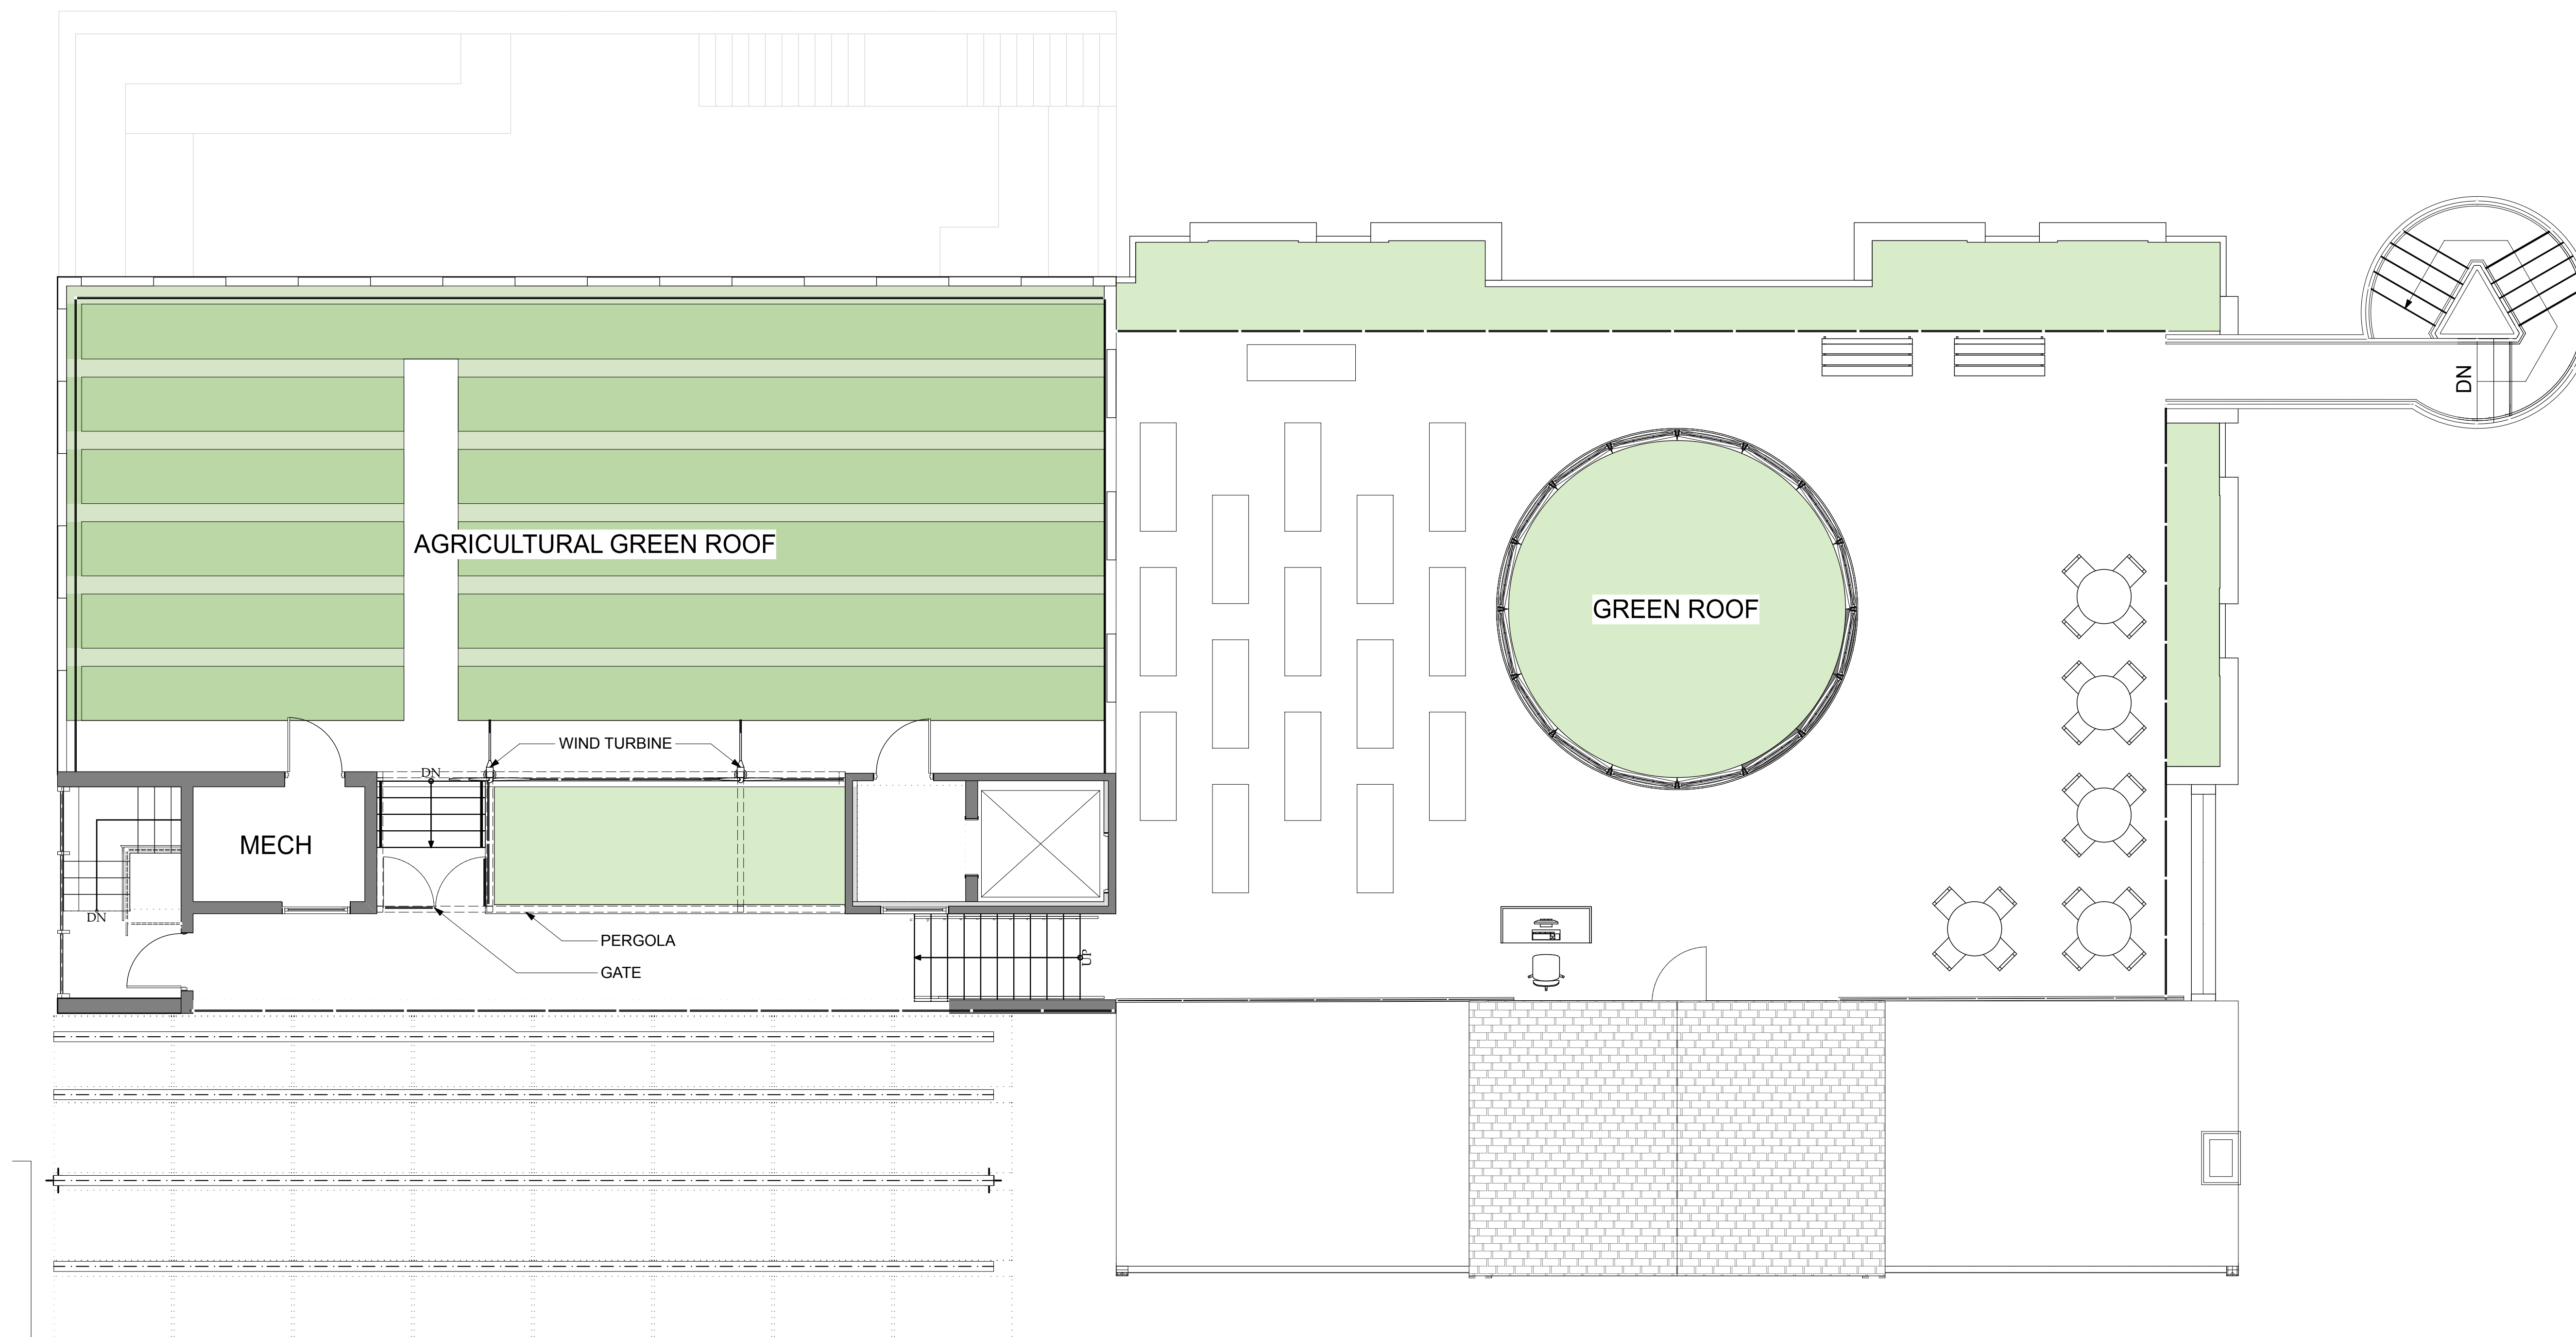 DN
AGRICULTURAL GREEN ROOF
GREEN ROOF
WIND TURBINE
DN
MECH
DN
PERGOLA
UP
GATE